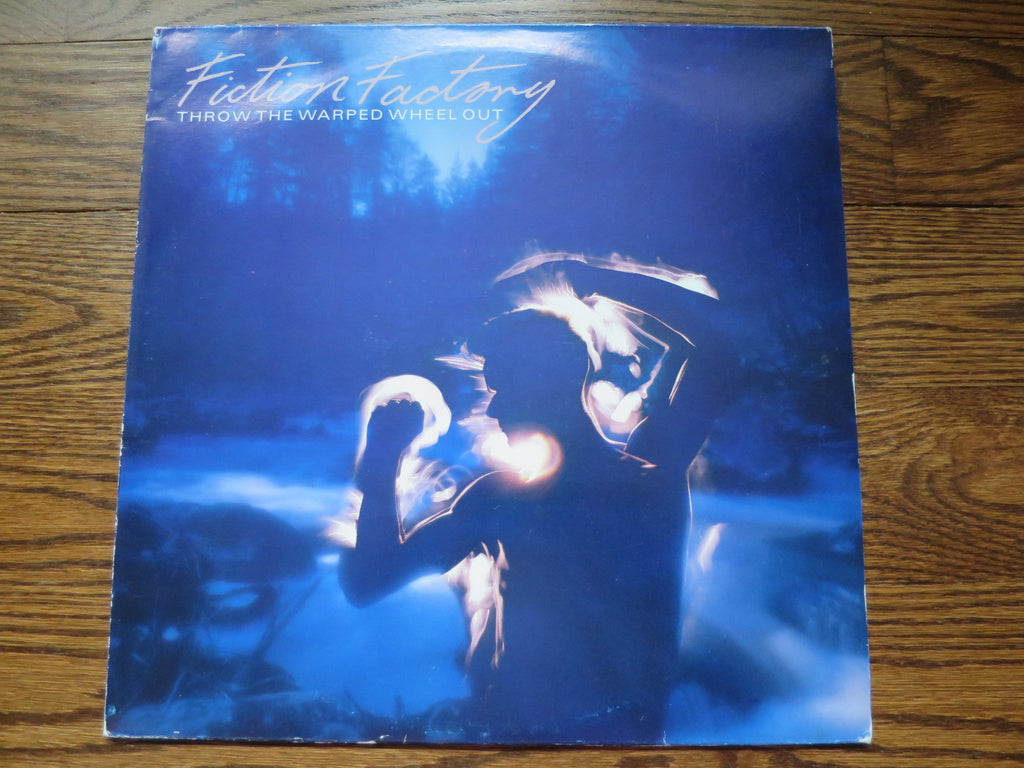 Fiction Factory
THROW THE WARPED WHEEL OUT